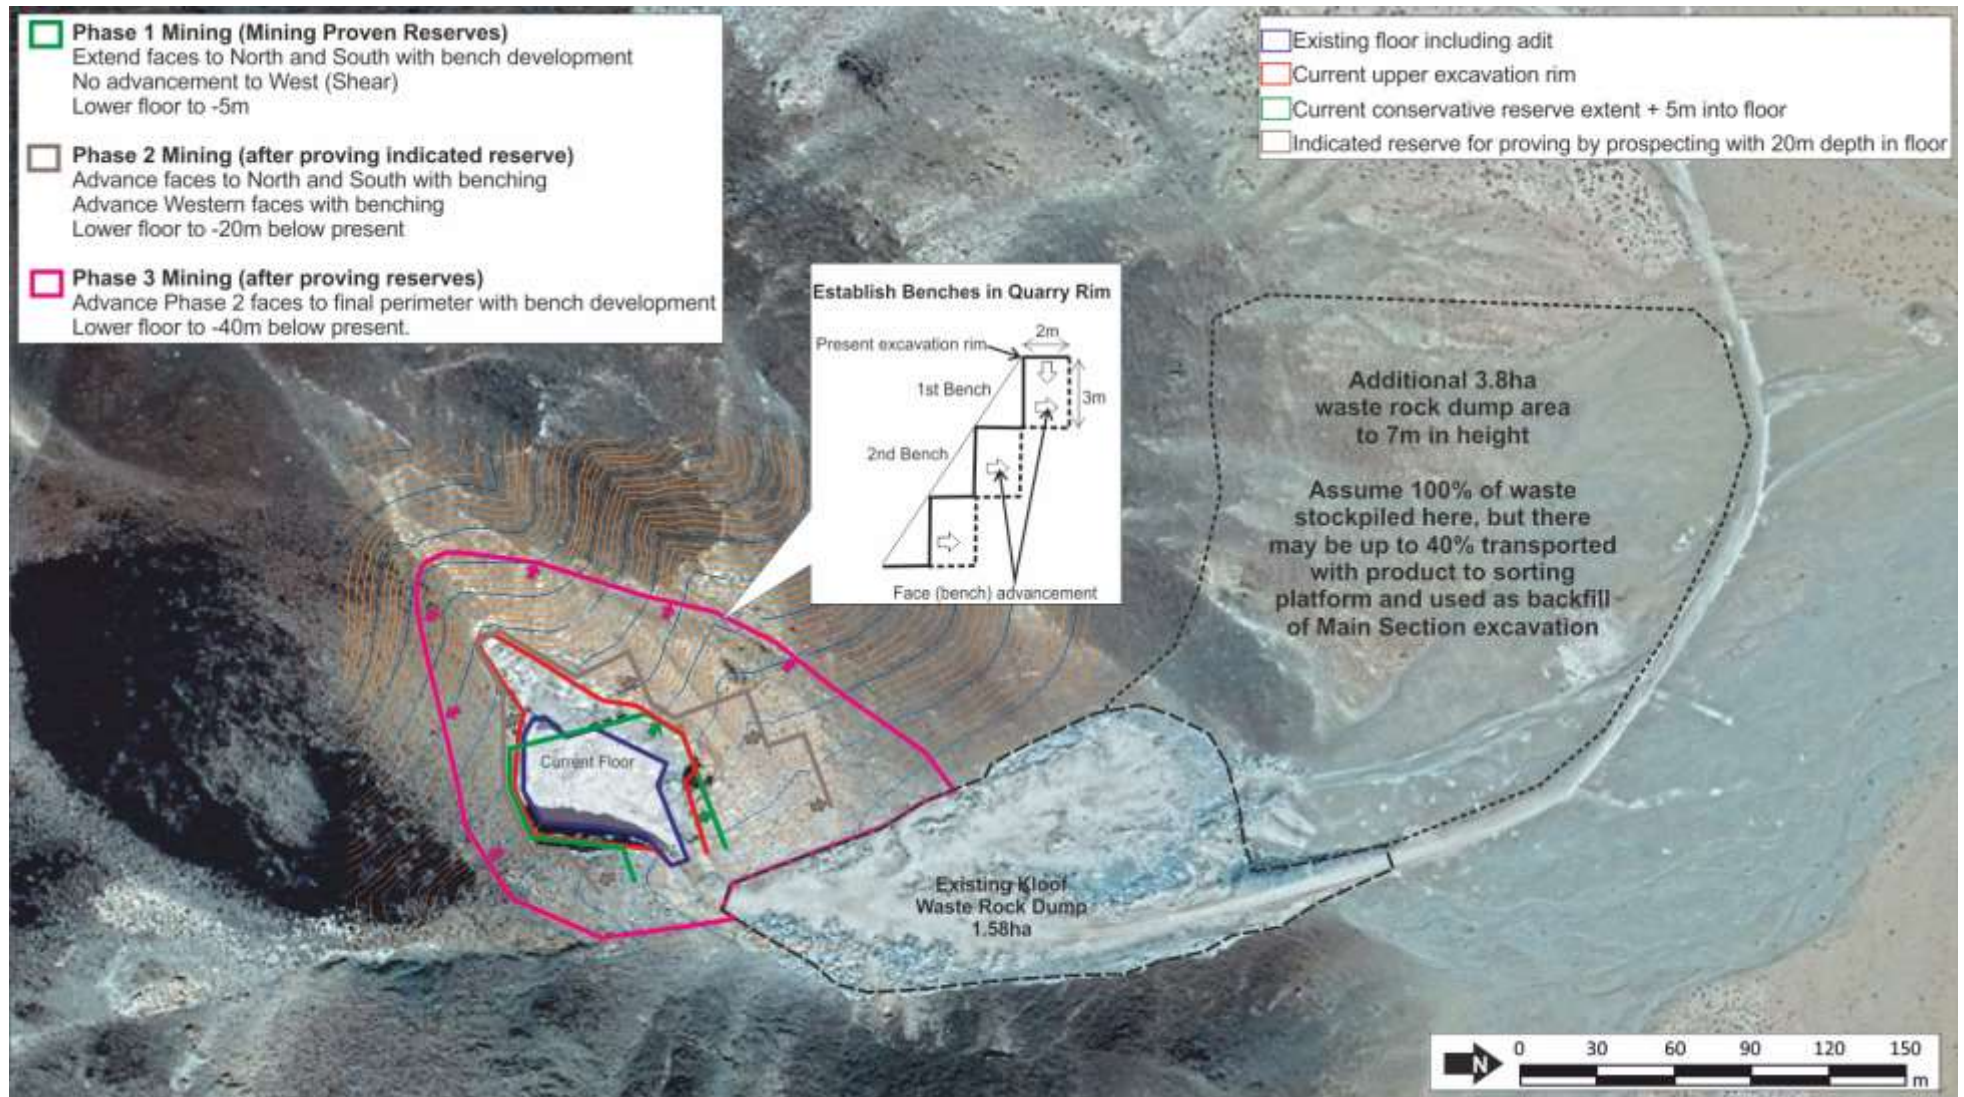 Phase 1 Mining (Mining Proven Reserves)
Extend faces to North and South with bench development
No advancement to West (Shear)
Lower floor to -5m
Phase 2 Mining (after proving indicated reserve)
Advance faces to North and South with benching
Advance Western faces with benching
Lower floor to -20m below present
Phase 3 Mining (after proving reserves)
Advance Phase 2 faces to final perimeter with bench development
Lower floor to -40m below present.
Existing floor including adit
Current upper excavation rim
Current conservative reserve extent + 5m into floor
Indicated reserve for proving by prospecting with 20m depth in floor
Establish Benches in Quarry Rim
2m
Present excavation rim
1st Bench
3m
2nd Bench
Face (bench) advancement
Additional 3.8ha
waste rock dump area
to 7m in height
Assume 100% of waste
stockpiled here, but there
may be up to 40% transported
with product to sorting
platform and used as backfill
of Main Section excavation
Current Floor
Existing Kloof
Waste Rock Dump
1.58ha
N
0 30 60 90 120 150
m